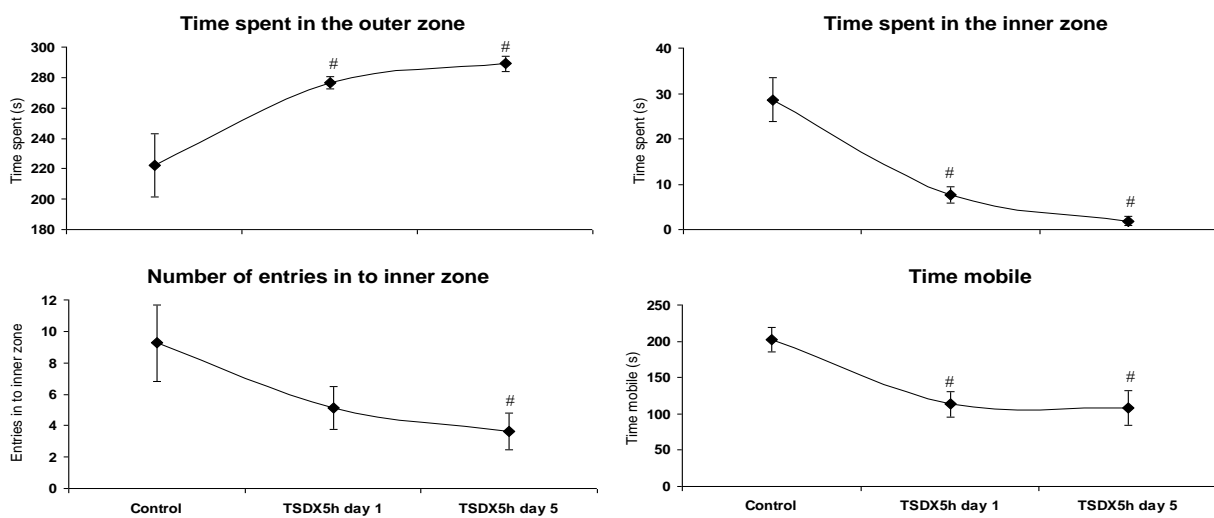 Time spent in the outer zone
Time spent (s)
300
280
260
240
220
200
180
#
#
Time spent in the inner zone
Time spent (s)
40
30
20
10
0
#
#
Number of entries in to inner zone
Entries in to inner zone
12
10
8
6
4
2
0
#
Control
TSDX5h day 1
TSDX5h day 5
Time mobile
Time mobile (s)
250
200
150
100
50
0
#
#
Control
TSDX5h day 1
TSDX5h day 5